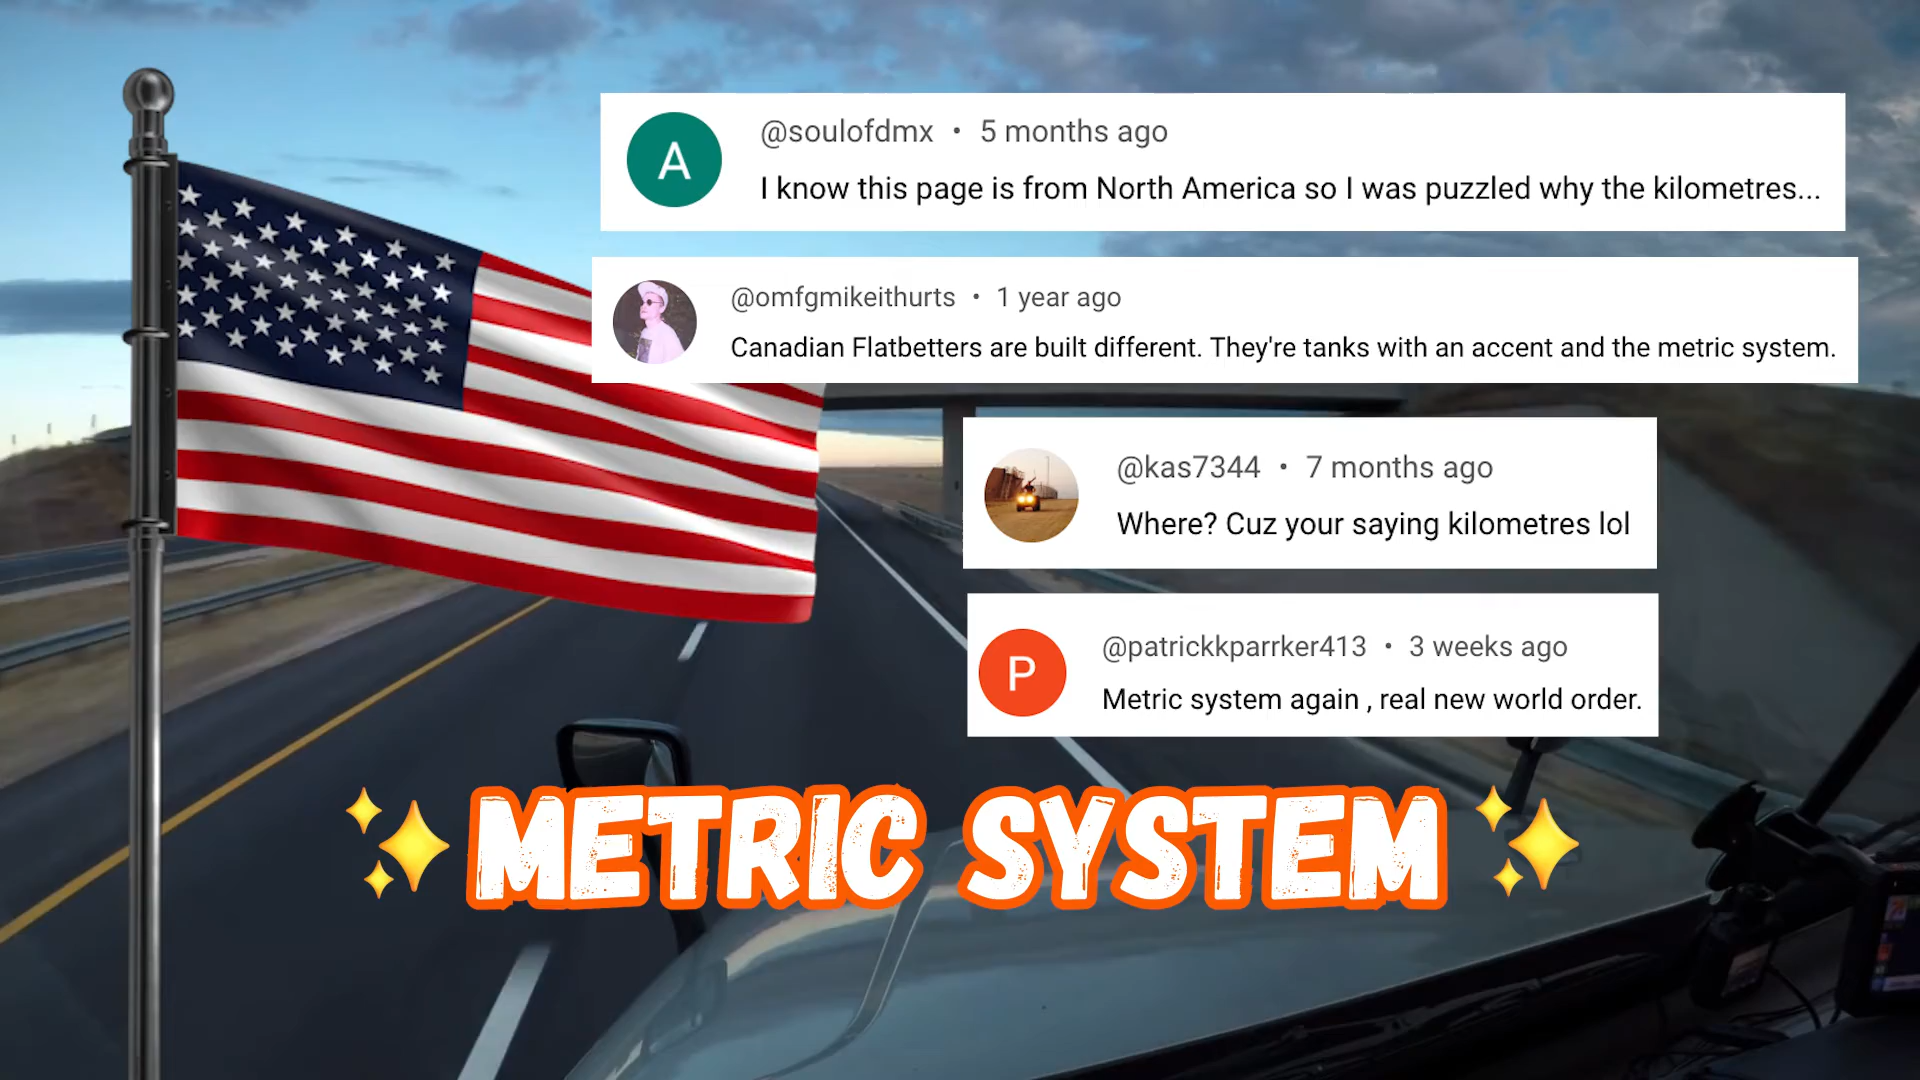 A
@soulofdmx • 5 months ago
I know this page is from North America so I was puzzled why the kilometres...
@omfgmikeithurts • 1 year ago
Canadian Flatbetters are built different. They're tanks with an accent and the metric system.
@kas7344 • 7 months ago
Where? Cuz your saying kilometres lol
P
@patrickkparrker413 • 3 weeks ago
Metric system again , real new world order.
✨METRIC SYSTEM✨